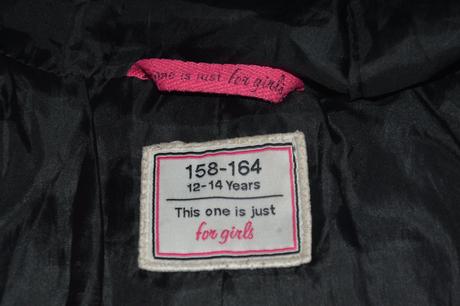 one is just for girls
158-164
12-14 Years
This one is just
for girls